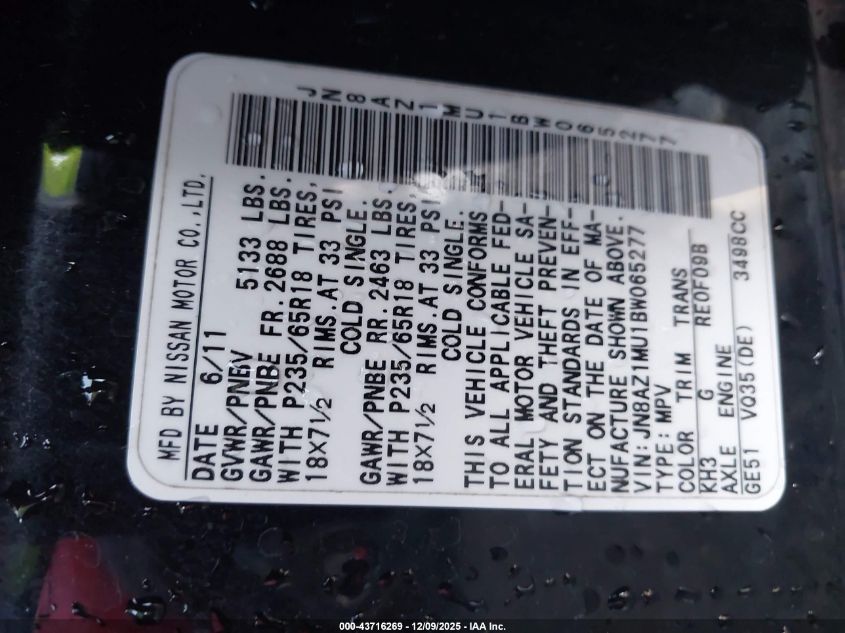 JN8AZ1MU1BW065277
MFD BY NISSAN MOTOR CO.,LTD.
DATE 6/11
GVWR/PNBV 5133 LBS.
GAWR/PNBE FR. 2688 LBS.
WITH P235/65R18 TIRES,
18X7½ RIMS.AT 33 PSI
COLD SINGLE.
GAWR/PNBE RR. 2463 LBS.
WITH P235/65R18 TIRES,
18X7½ RIMS.AT 33 PSI
COLD SINGLE.
THIS VEHICLE CONFORMS
TO ALL APPLICABLE FED-
ERAL MOTOR VEHICLE SA-
FETY AND THEFT PREVEN-
TION STANDARDS IN EFF-
ECT ON THE DATE OF MA-
NUFACTURE SHOWN ABOVE.
VIN:JN8AZ1MU1BW065277
TYPE: MPV
COLOR TRIM TRANS
KH3 G RE0F09B
AXLE ENGINE
GE51 VQ35(DE) 3498CC
000-43716269 - 12/09/2025 - IAA Inc.